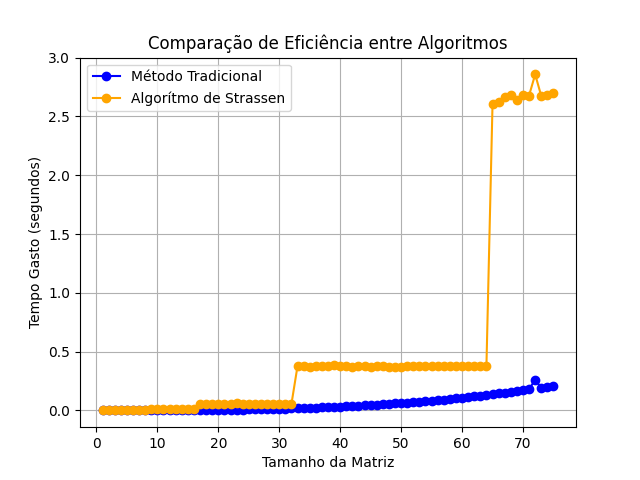 Comparação de Eficiência entre Algoritmos
Método Tradicional
Algorítmo de Strassen
Tempo Gasto (segundos)
3.0
2.5
2.0
1.5
1.0
0.5
0.0
0 10 20 30 40 50 60 70
Tamanho da Matriz